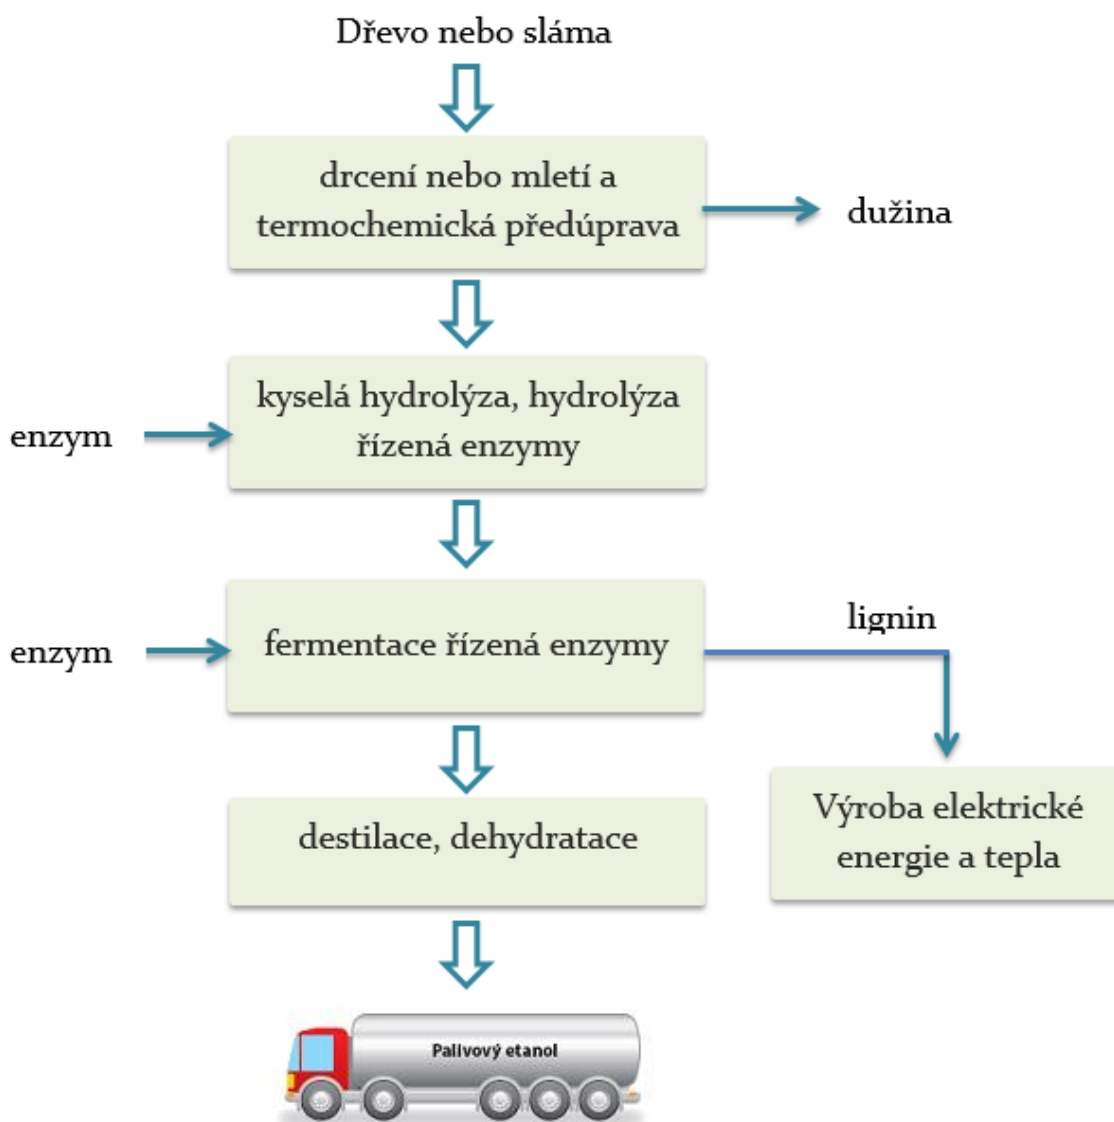 Dřevo nebo sláma
drcení nebo mletí a
termochemická předúprava
dužina
kyselá hydrolýza, hydrolýza
řízená enzymy
enzym
fermentace řízená enzymy
enzym
lignin
destilace, dehydratace
Výroba elektrické
energie a tepla
Palivový etanol